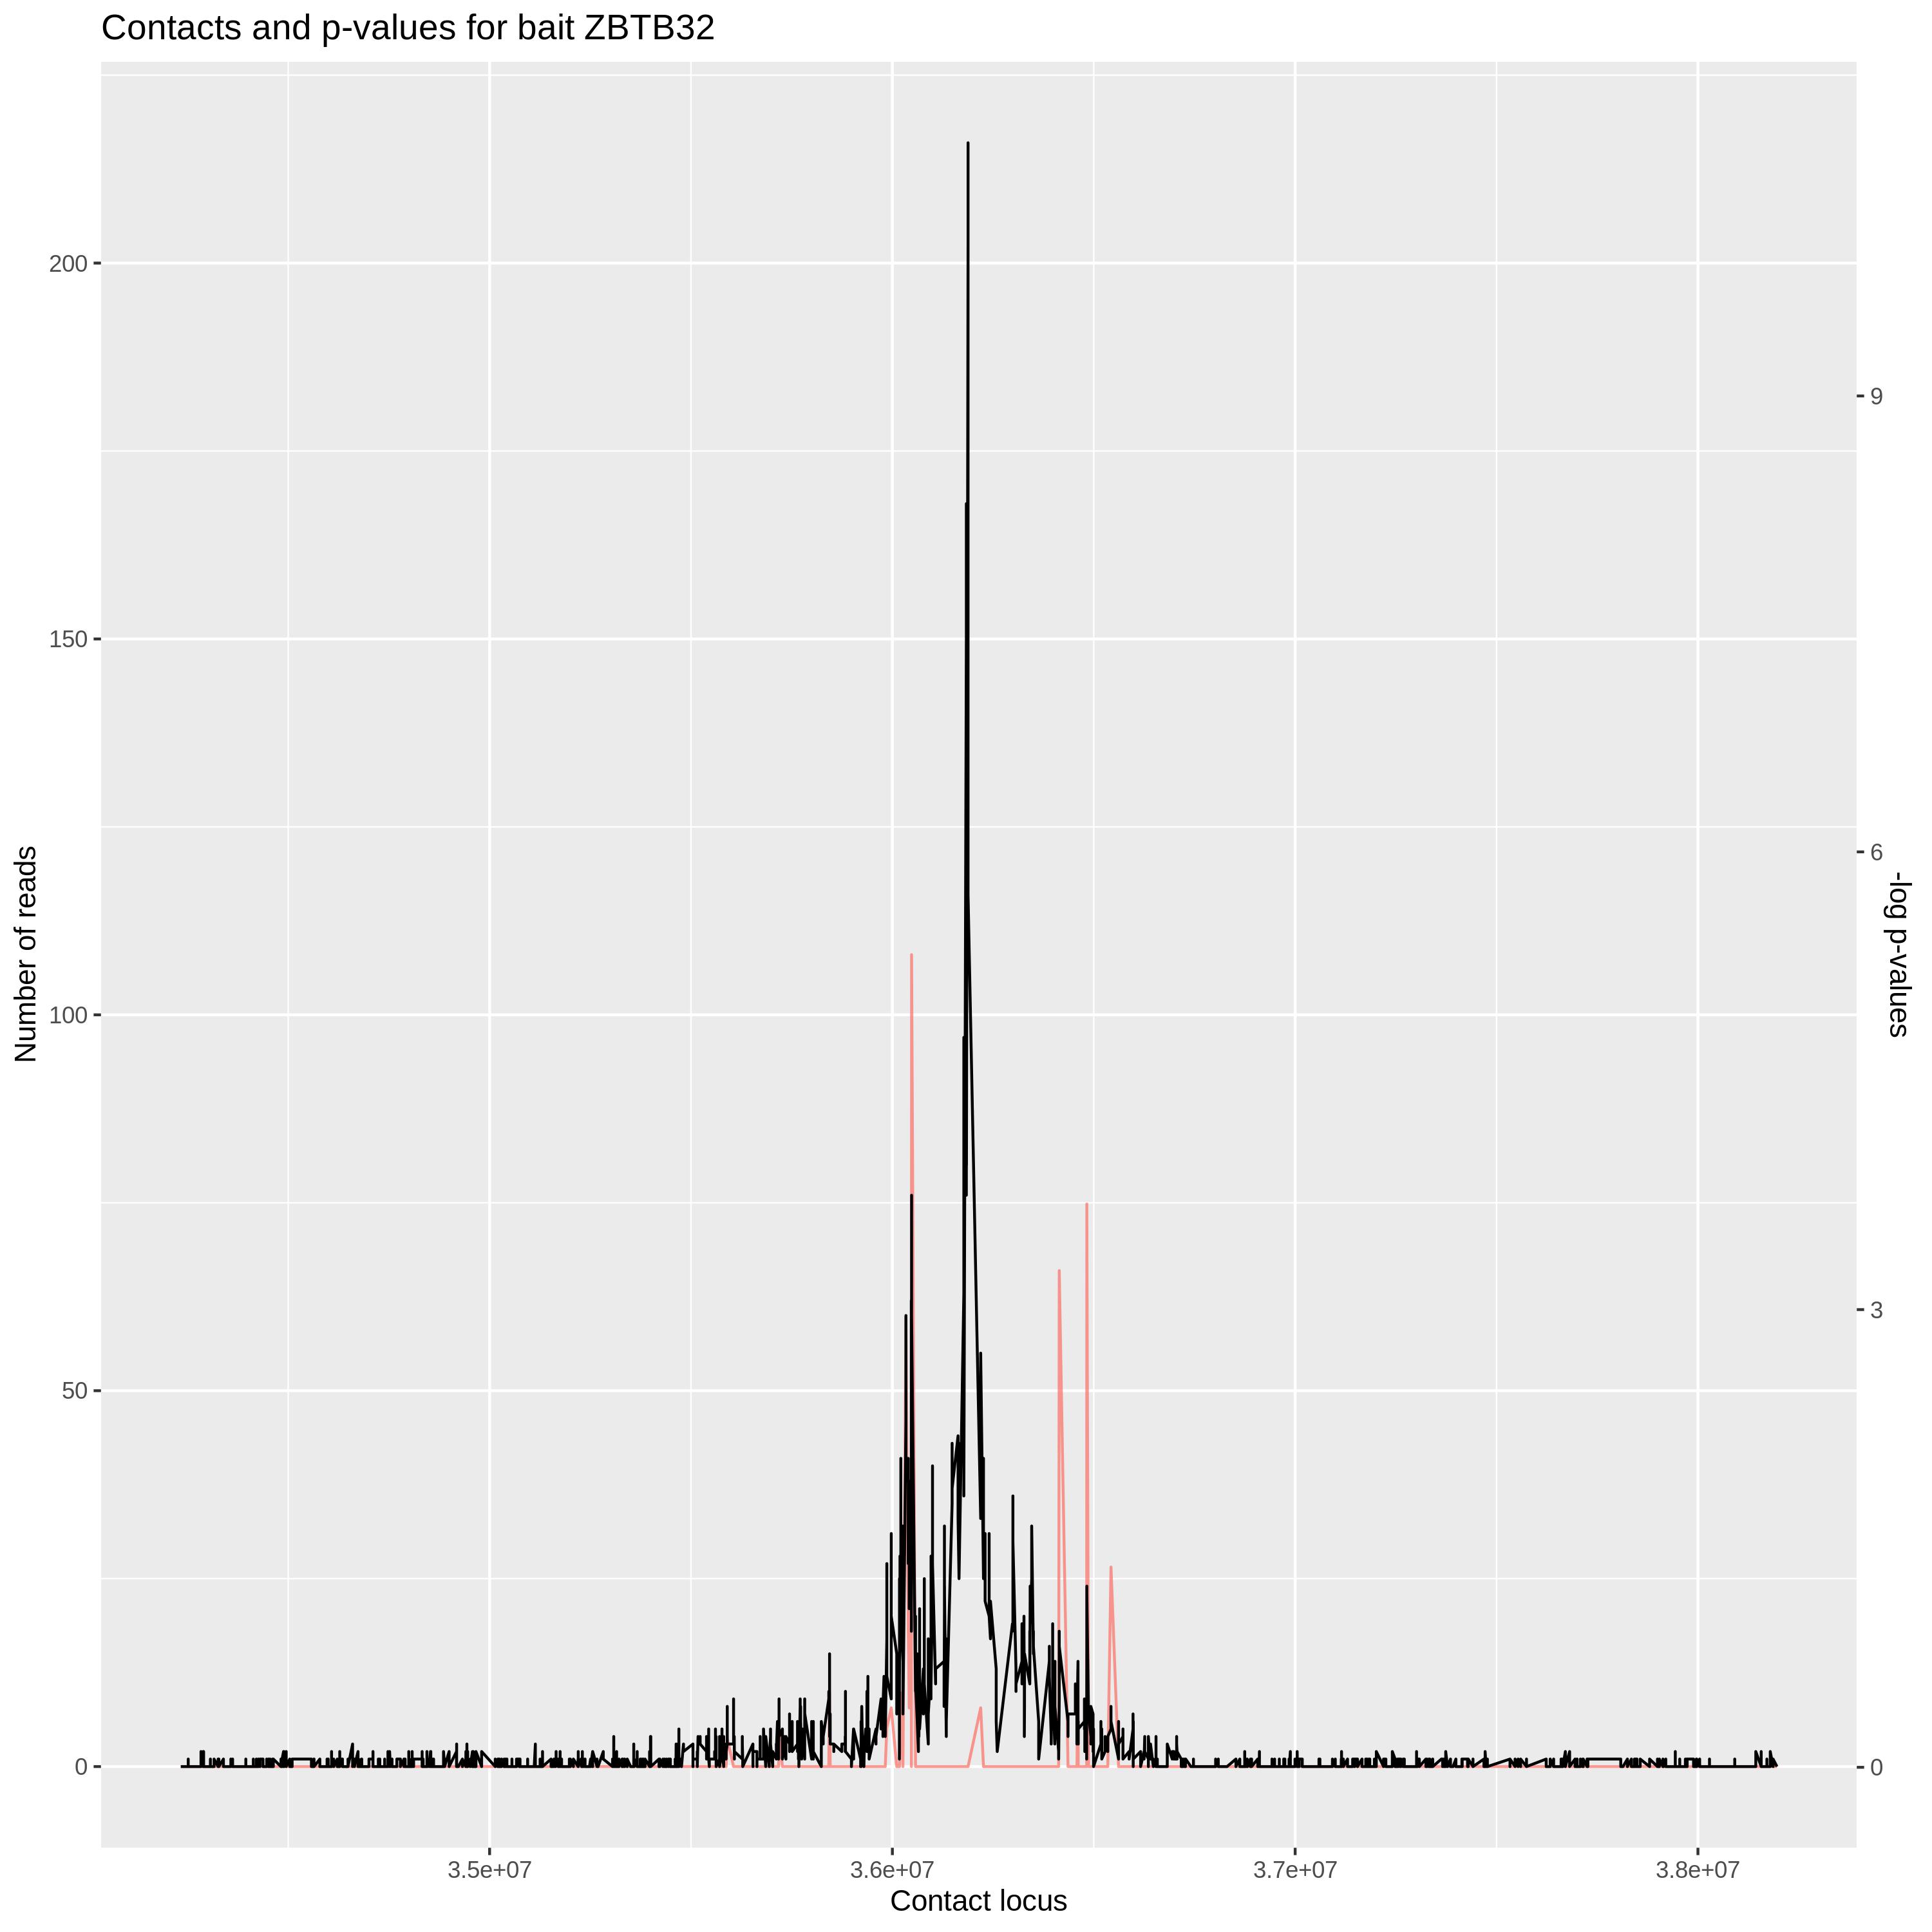 Contacts and p-values for bait ZBTB32
200
150
100
50
0
Number of reads
9
6
3
0
-log p-values
3.5e+07
3.6e+07
3.7e+07
3.8e+07
Contact locus